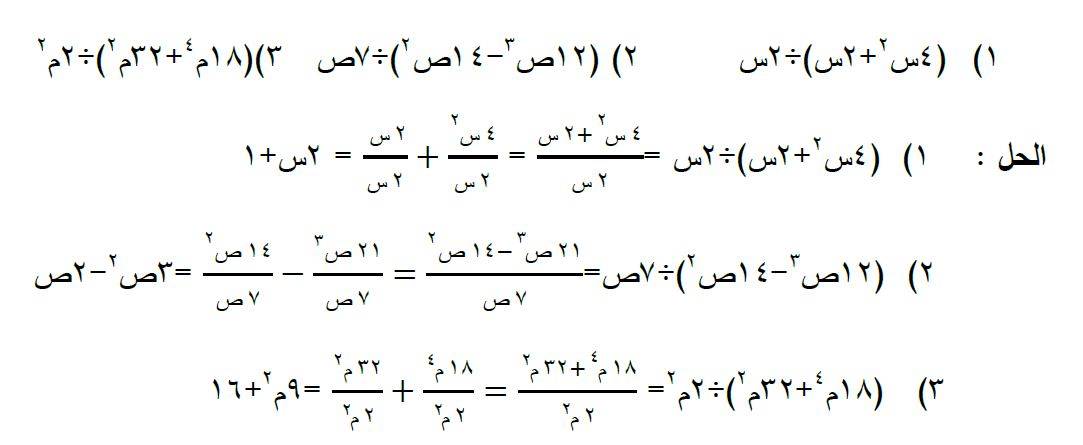 ١) (٤س²+٢س)÷٢س ٢) (١٢ص³−١٤ص²)÷٧ص ٣)(١٨م⁴+٣٢م²)÷٢م²
الحل : ١) (٤س²+٢س)÷٢س = (٤س²+٢س)/(٢س) = ٤س²/٢س + ٢س/٢س = ٢س+١
٢) (١٢ص³−١٤ص²)÷٧ص= (٢١ص³−١٤ص²)/(٧ص) = ٢١ص³/٧ص − ١٤ص²/٧ص =٣ص²−٢ص
٣) (١٨م⁴+٣٢م²)÷٢م²= (١٨م⁴+٣٢م²)/(٢م²) = ١٨م⁴/٢م² + ٣٢م²/٢م² =٩م²+١٦